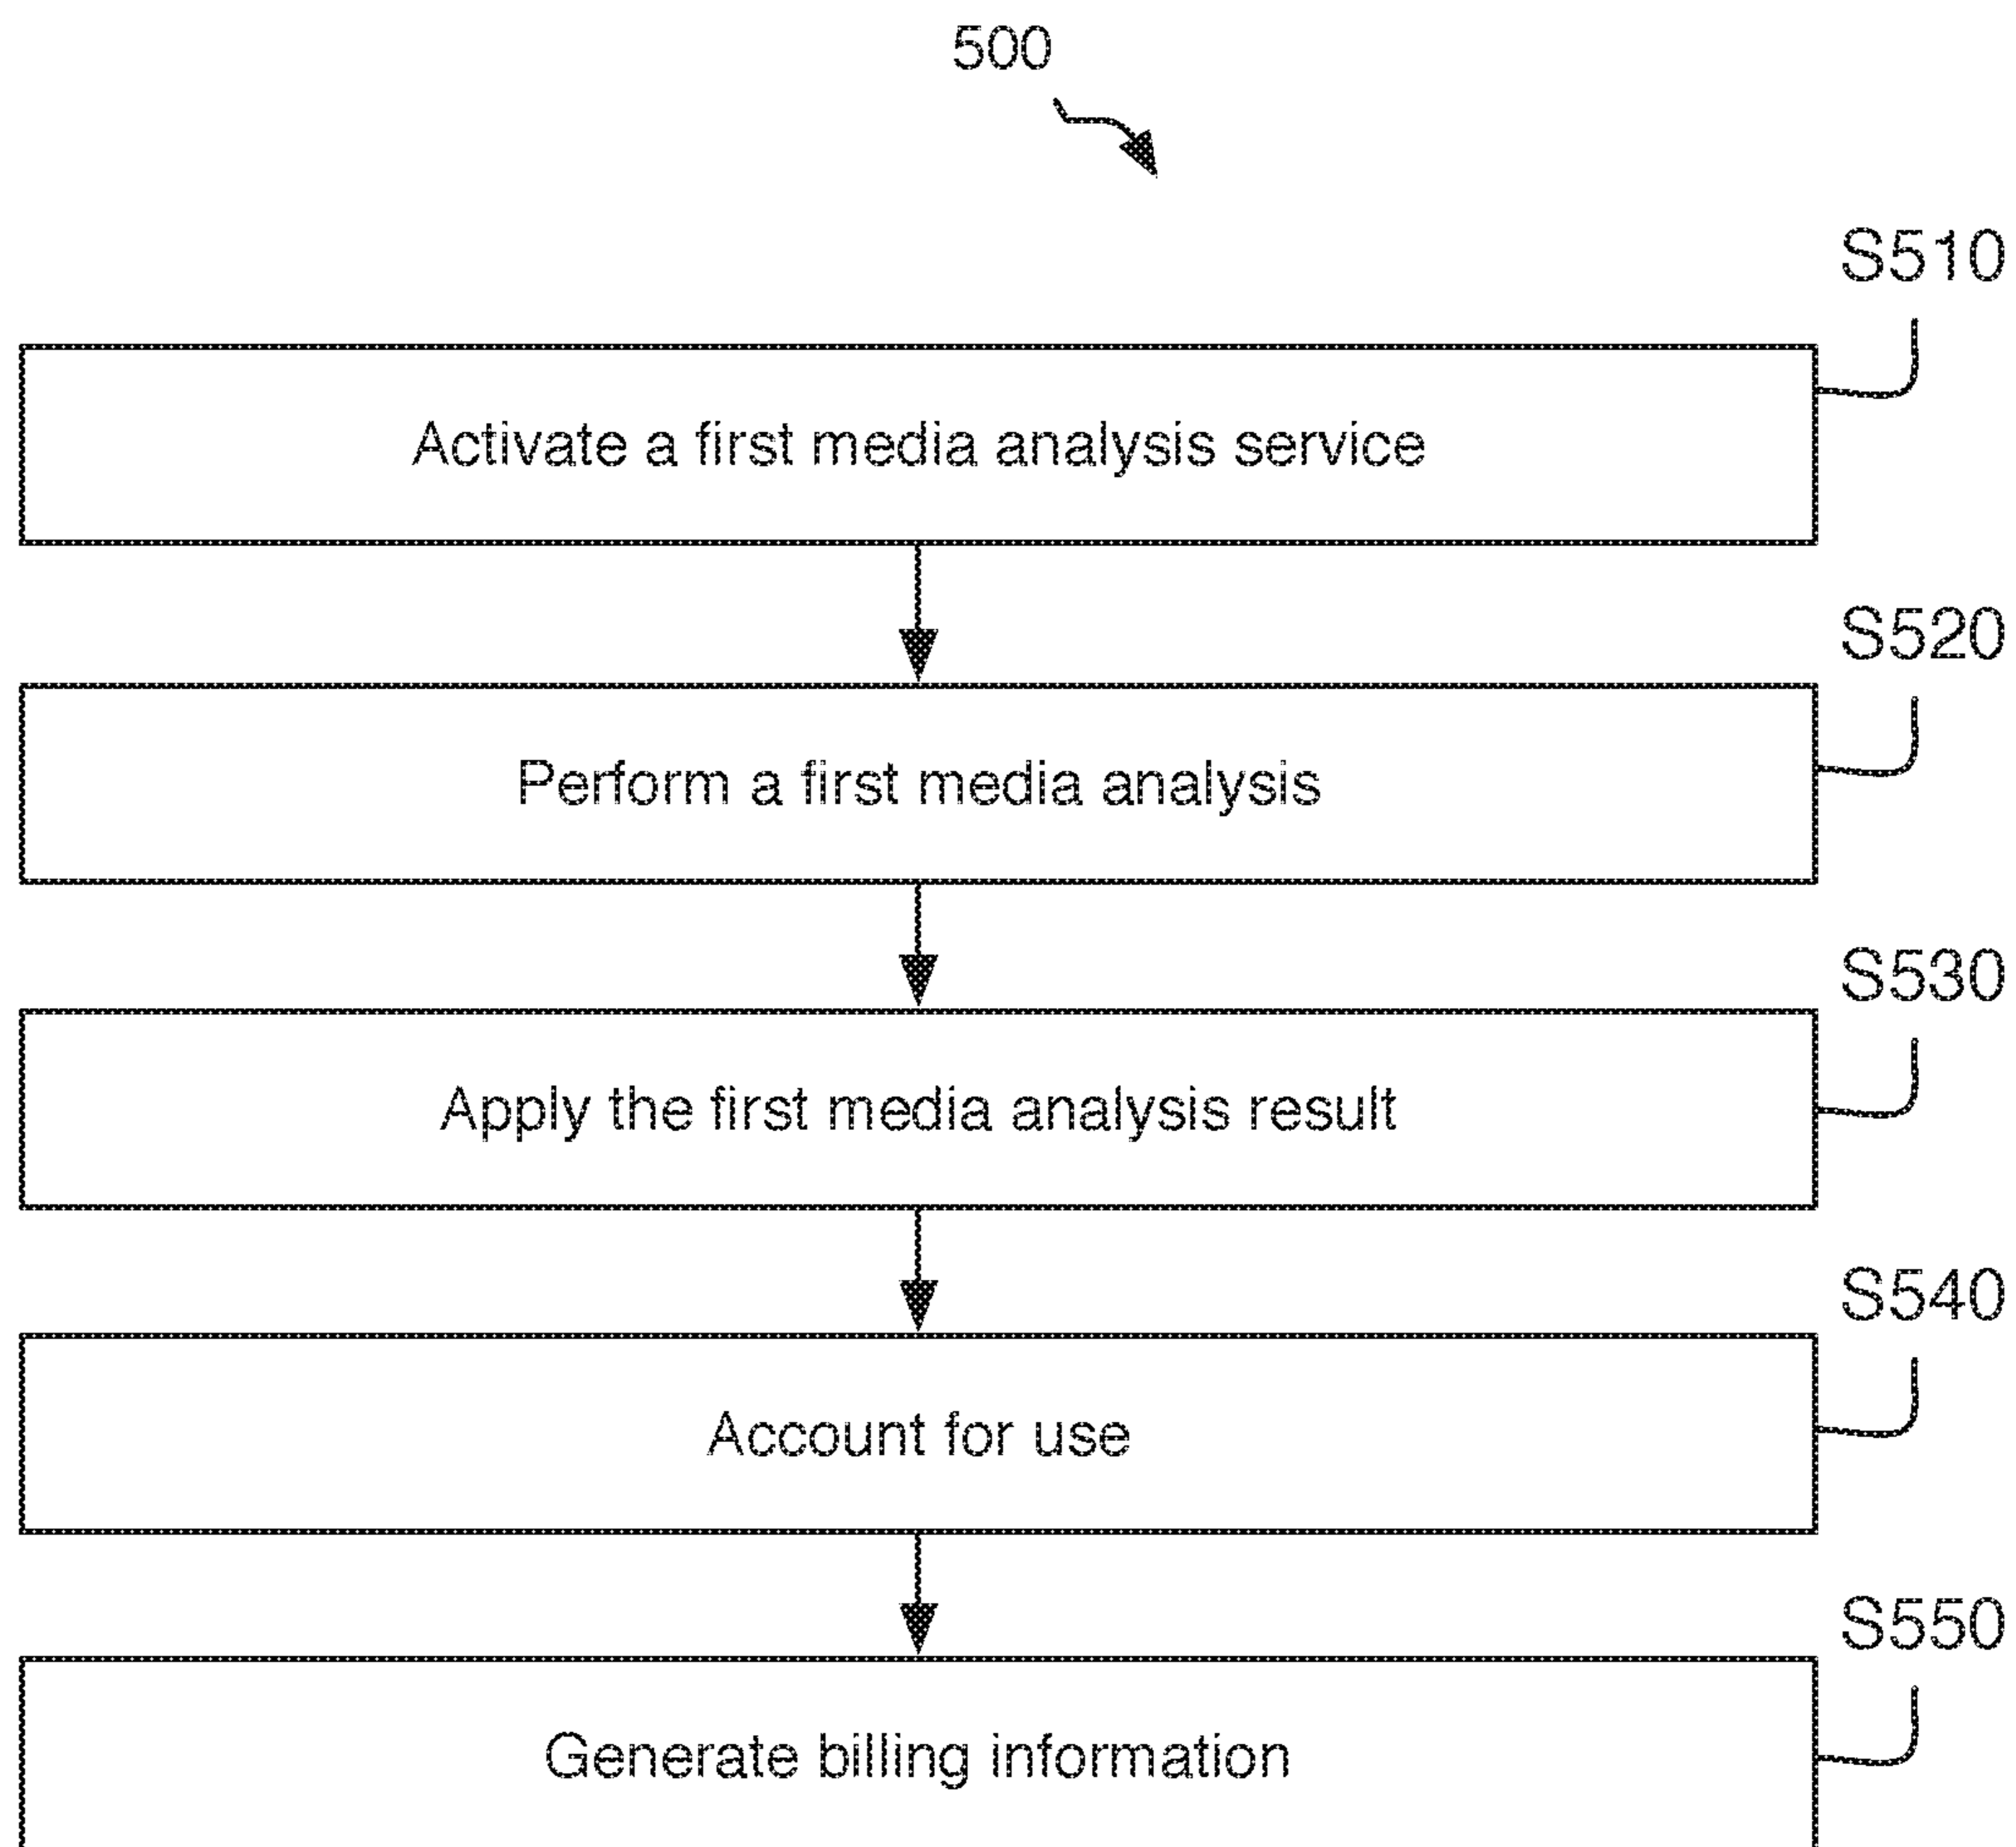 500
S510
Activate a first media analysis service
S520
Perform a first media analysis
S530
Apply the first media analysis result
S540
Account for use
S550
Generate billing information